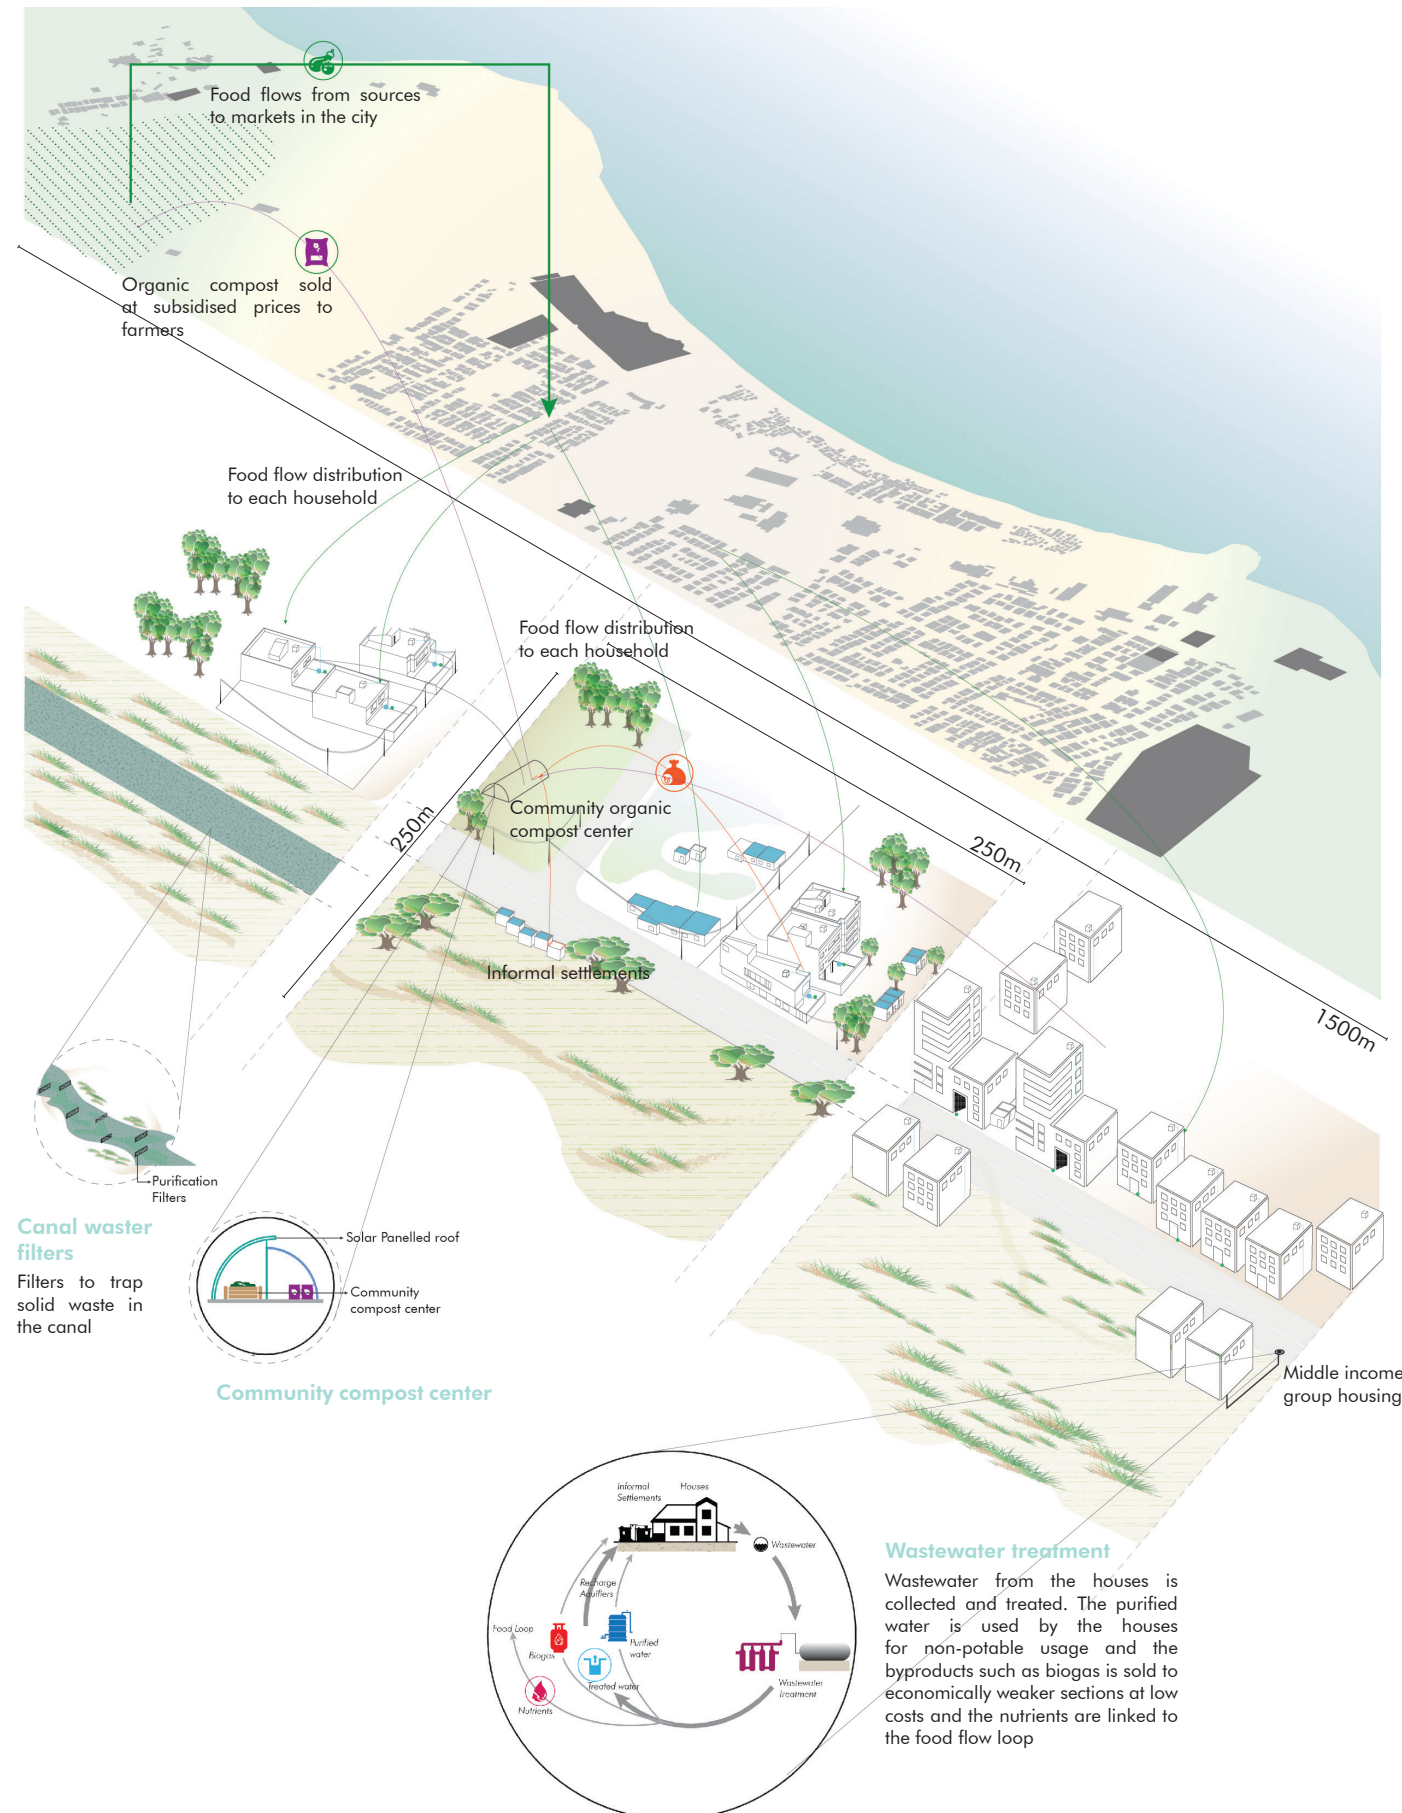 Food flows from sources
to markets in the city
Organic compost sold
at subsidised prices to
farmers
Food flow distribution
to each household
Food flow distribution
to each household
Community organic
compost center
250m
250m
Informal settlements
1500m
Purification
Filters
Canal waster
filters
Filters to trap
solid waste in
the canal
Solar Panelled roof
Community
compost center
Community compost center
Middle income
group housing
Informal
Settlements
Houses
Wastewater
Recharge
Aquifiers
Food Loop
Biogas
Purified
water
Treated water
Nutrients
Wastewater
Treatment
Wastewater treatment
Wastewater from the houses is
collected and treated. The purified
water is used by the houses
for non-potable usage and the
byproducts such as biogas is sold to
economically weaker sections at low
costs and the nutrients are linked to
the food flow loop